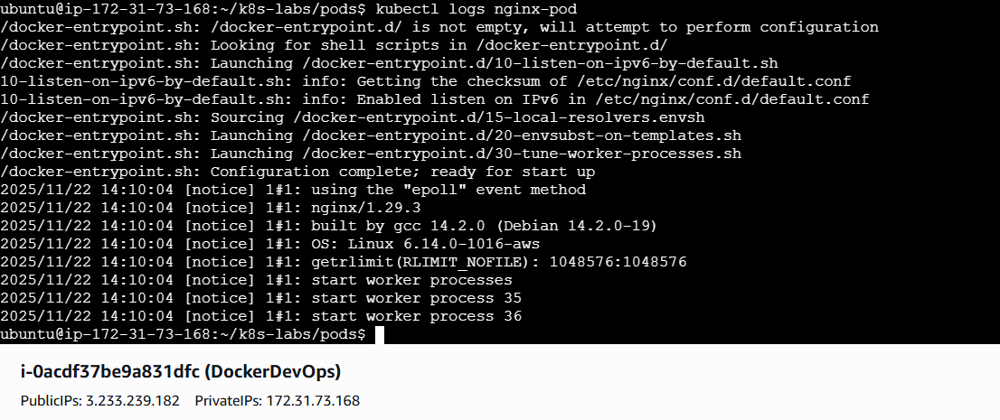 ubuntu@ip-172-31-73-168:~/k8s-labs/pods$ kubectl logs nginx-pod
/docker-entrypoint.sh: /docker-entrypoint.d/ is not empty, will attempt to perform configuration
/docker-entrypoint.sh: Looking for shell scripts in /docker-entrypoint.d/
/docker-entrypoint.sh: Launching /docker-entrypoint.d/10-listen-on-ipv6-by-default.sh
10-listen-on-ipv6-by-default.sh: info: Getting the checksum of /etc/nginx/conf.d/default.conf
10-listen-on-ipv6-by-default.sh: info: Enabled listen on IPv6 in /etc/nginx/conf.d/default.conf
/docker-entrypoint.sh: Sourcing /docker-entrypoint.d/15-local-resolvers.envsh
/docker-entrypoint.sh: Launching /docker-entrypoint.d/20-envsubst-on-templates.sh
/docker-entrypoint.sh: Launching /docker-entrypoint.d/30-tune-worker-processes.sh
/docker-entrypoint.sh: Configuration complete; ready for start up
2025/11/22 14:10:04 [notice] 1#1: using the "epoll" event method
2025/11/22 14:10:04 [notice] 1#1: nginx/1.29.3
2025/11/22 14:10:04 [notice] 1#1: built by gcc 14.2.0 (Debian 14.2.0-19)
2025/11/22 14:10:04 [notice] 1#1: OS: Linux 6.14.0-1016-aws
2025/11/22 14:10:04 [notice] 1#1: getrlimit(RLIMIT_NOFILE): 1048576:1048576
2025/11/22 14:10:04 [notice] 1#1: start worker processes
2025/11/22 14:10:04 [notice] 1#1: start worker process 35
2025/11/22 14:10:04 [notice] 1#1: start worker process 36
ubuntu@ip-172-31-73-168:~/k8s-labs/pods$
i-0acdf37be9a831dfc (DockerDevOps)
PublicIPs: 3.233.239.182 PrivateIPs: 172.31.73.168